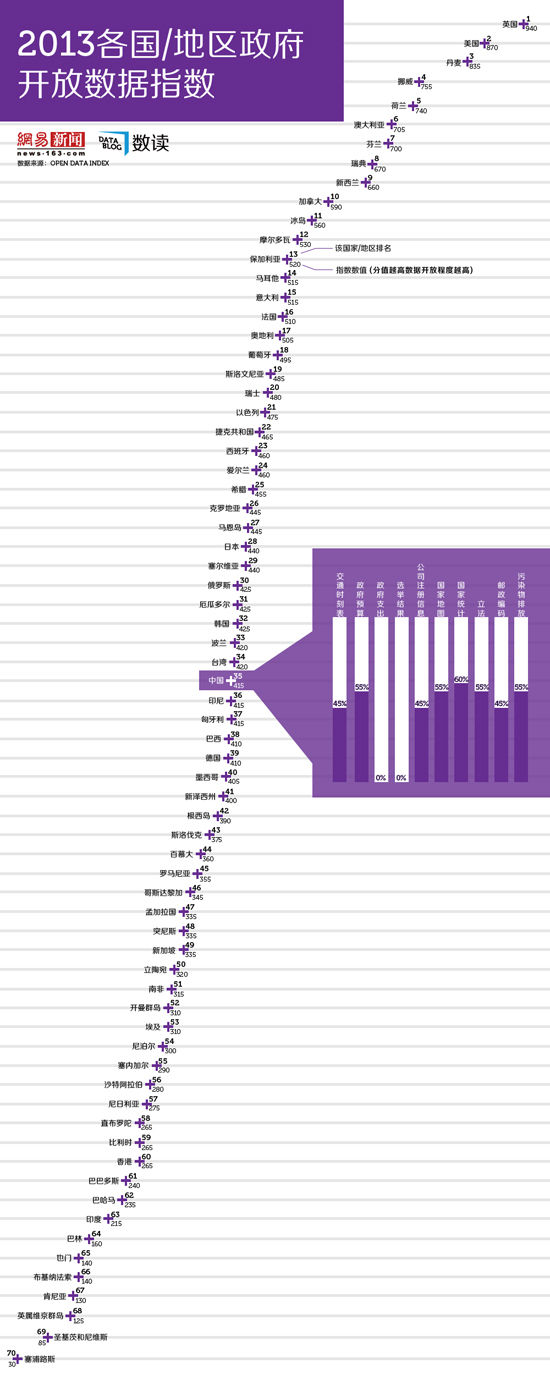 2013各国/地区政府
开放数据指数
網易 新闻
news·163·com
DATA
BLOG
数读
数据来源：OPEN DATA INDEX
英国 1 940
美国 2 870
丹麦 3 835
挪威 4 755
荷兰 5 740
澳大利亚 6 705
芬兰 7 700
瑞典 8 670
新西兰 9 660
加拿大 10 590
冰岛 11 560
摩尔多瓦 12 530
该国家/地区排名
保加利亚 13 520
指数数值 (分值越高数据开放程度越高)
马耳他 14 515
意大利 15 515
法国 16 510
奥地利 17 505
葡萄牙 18 495
斯洛文尼亚 19 485
瑞士 20 480
以色列 21 475
捷克共和国 22 465
西班牙 23 460
爱尔兰 24 460
希腊 25 455
克罗地亚 26 445
马恩岛 27 445
日本 28 440
塞尔维亚 29 440
俄罗斯 30 425
厄瓜多尔 31 425
韩国 32 425
波兰 33 420
台湾 34 420
中国 35 415
印尼 36 415
匈牙利 37 415
巴西 38 410
德国 39 410
墨西哥 40 405
新泽西州 41 400
根西岛 42 390
斯洛伐克 43 375
百慕大 44 360
罗马尼亚 45 355
哥斯达黎加 46 345
孟加拉国 47 335
突尼斯 48 335
新加坡 49 335
立陶宛 50 320
南非 51 315
开曼群岛 52 310
埃及 53 310
尼泊尔 54 300
塞内加尔 55 290
沙特阿拉伯 56 280
尼日利亚 57 275
直布罗陀 58 265
比利时 59 265
香港 60 265
巴巴多斯 61 240
巴哈马 62 235
印度 63 215
巴林 64 160
也门 65 140
布基纳法索 66 140
肯尼亚 67 130
英属维京群岛 68 125
69 85 圣基茨和尼维斯
70 30 塞浦路斯
交通时刻表 45%
政府预算 55%
政府支出 0%
选举结果 0%
公司注册信息 45%
国家地图 55%
国家统计 60%
立法 55%
邮政编码 45%
污染物排放 55%